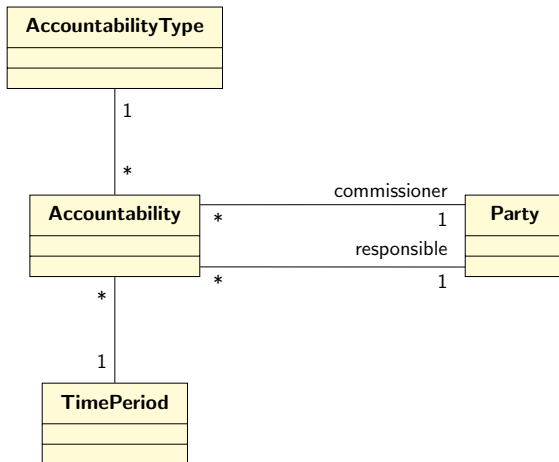 AccountabilityType
1
*
commissioner
Accountability
*
1
Party
responsible
*
*
1
1
TimePeriod